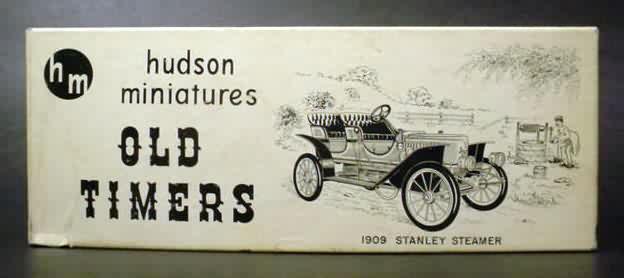 hm
hudson
miniatures
OLD
TIMERS
1909 STANLEY STEAMER